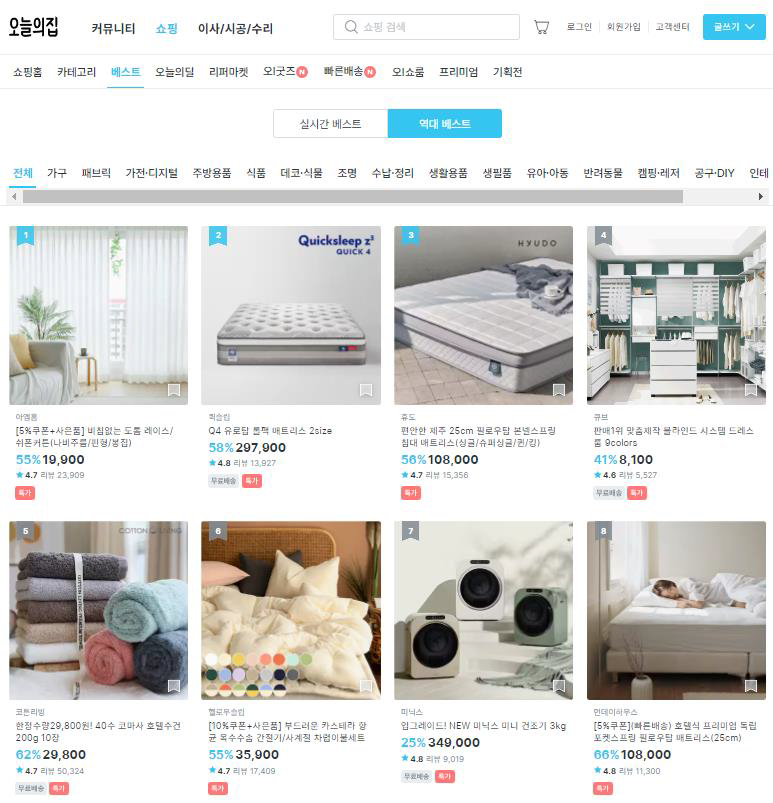 오늘의집 커뮤니티 쇼핑 이사/시공/수리 쇼핑 검색 로그인 회원가입 고객센터 글쓰기
쇼핑홈 카테고리 베스트 오늘의딜 리퍼마켓 오!굿즈 N 빠른배송 N 오!쇼룸 프리미엄 기획전
실시간 베스트 역대 베스트
전체 가구 패브릭 가전·디지털 주방용품 식품 데코·식물 조명 수납·정리 생활용품 생필품 유아·아동 반려동물 캠핑·레저 공구·DIY 인테
1
2
Quicksleep z³
QUICK 4
3
HYUDO
4
아염홈
[5%쿠폰+사은품] 비침없는 도톰 레이스/
쉬폰커튼(나비주름/핀형/봉집)
55% 19,900
4.7 리뷰 23,909
특가
퀵슬립
Q4 유로탑 롤팩 매트리스 2size
58% 297,900
4.8 리뷰 13,927
무료배송 특가
휴도
편안한 제주 25cm 필로우탑 본넬스프링
침대 매트리스(싱글/슈퍼싱글/퀸/킹)
56% 108,000
4.7 리뷰 15,356
특가
큐브
판매1위 맞춤제작 블라인드 시스템 드레스
룸 9colors
41% 8,100
4.6 리뷰 5,527
무료배송 특가
5
COTTON LIVING
6
7
8
코튼리빙
한정수량29,800원! 40수 코마사 호텔수건
200g 10장
62% 29,800
4.7 리뷰 50,324
무료배송 특가
헬로우슬립
[10%쿠폰+사은품] 부드러운 카스테라 항
균 옥수수솜 간절기/사계절 차렵이불세트
55% 35,900
4.7 리뷰 17,409
특가
미닉스
업그레이드! NEW 미닉스 미니 건조기 3kg
25% 349,000
4.8 리뷰 9,019
무료배송 특가
먼데이하우스
[5%쿠폰](빠른배송) 호텔식 프리미엄 독립
포켓스프링 필로우탑 매트리스(25cm)
66% 108,000
4.8 리뷰 11,300
특가